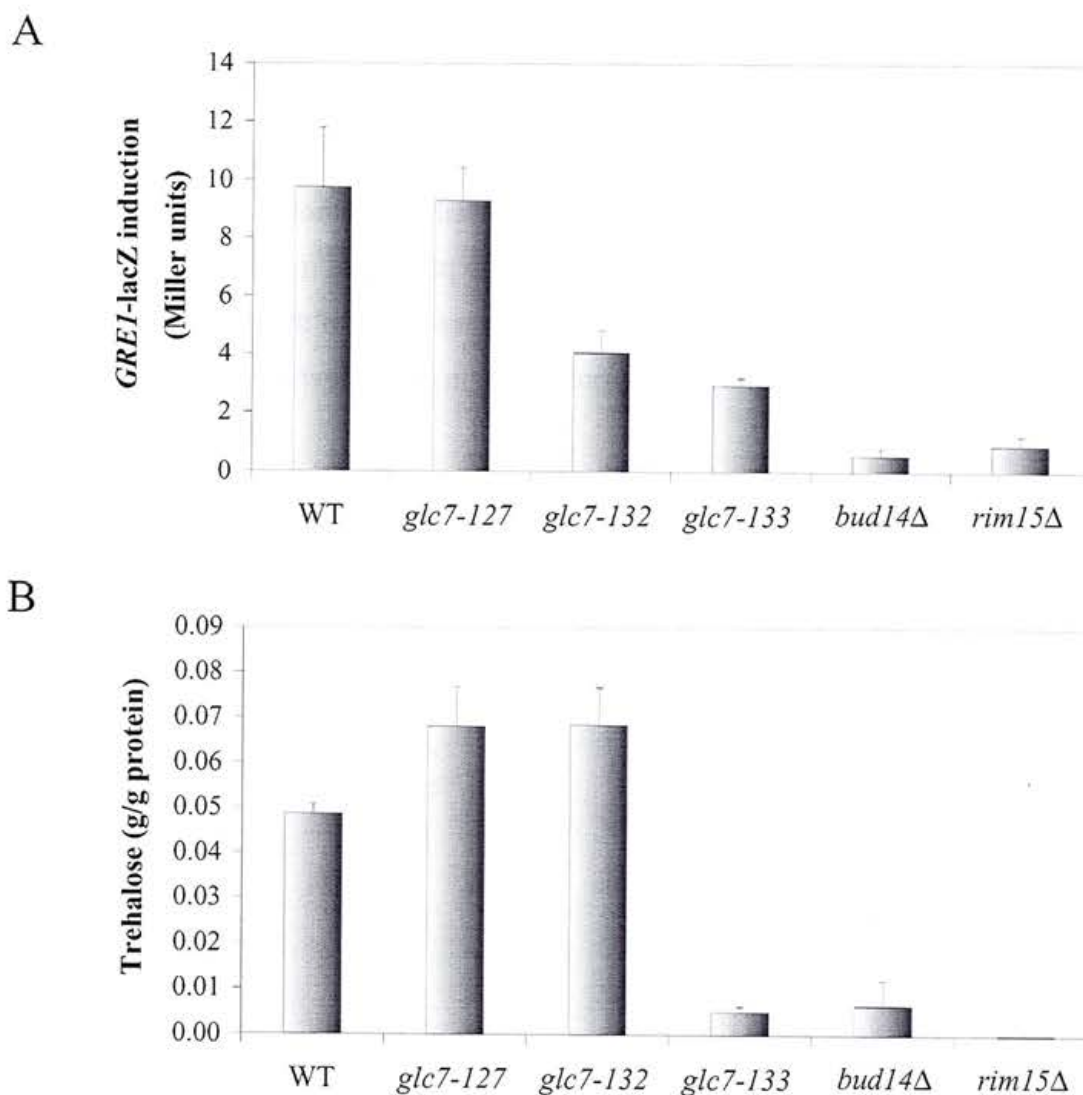 A
14
12
10
8
6
4
2
0
GRE1-lacZ induction
(Miller units)
WT glc7-127 glc7-132 glc7-133 bud14Δ rim15Δ
B
0.09
0.08
0.07
0.06
0.05
0.04
0.03
0.02
0.01
0.00
Trehalose (g/g protein)
WT glc7-127 glc7-132 glc7-133 bud14Δ rim15Δ